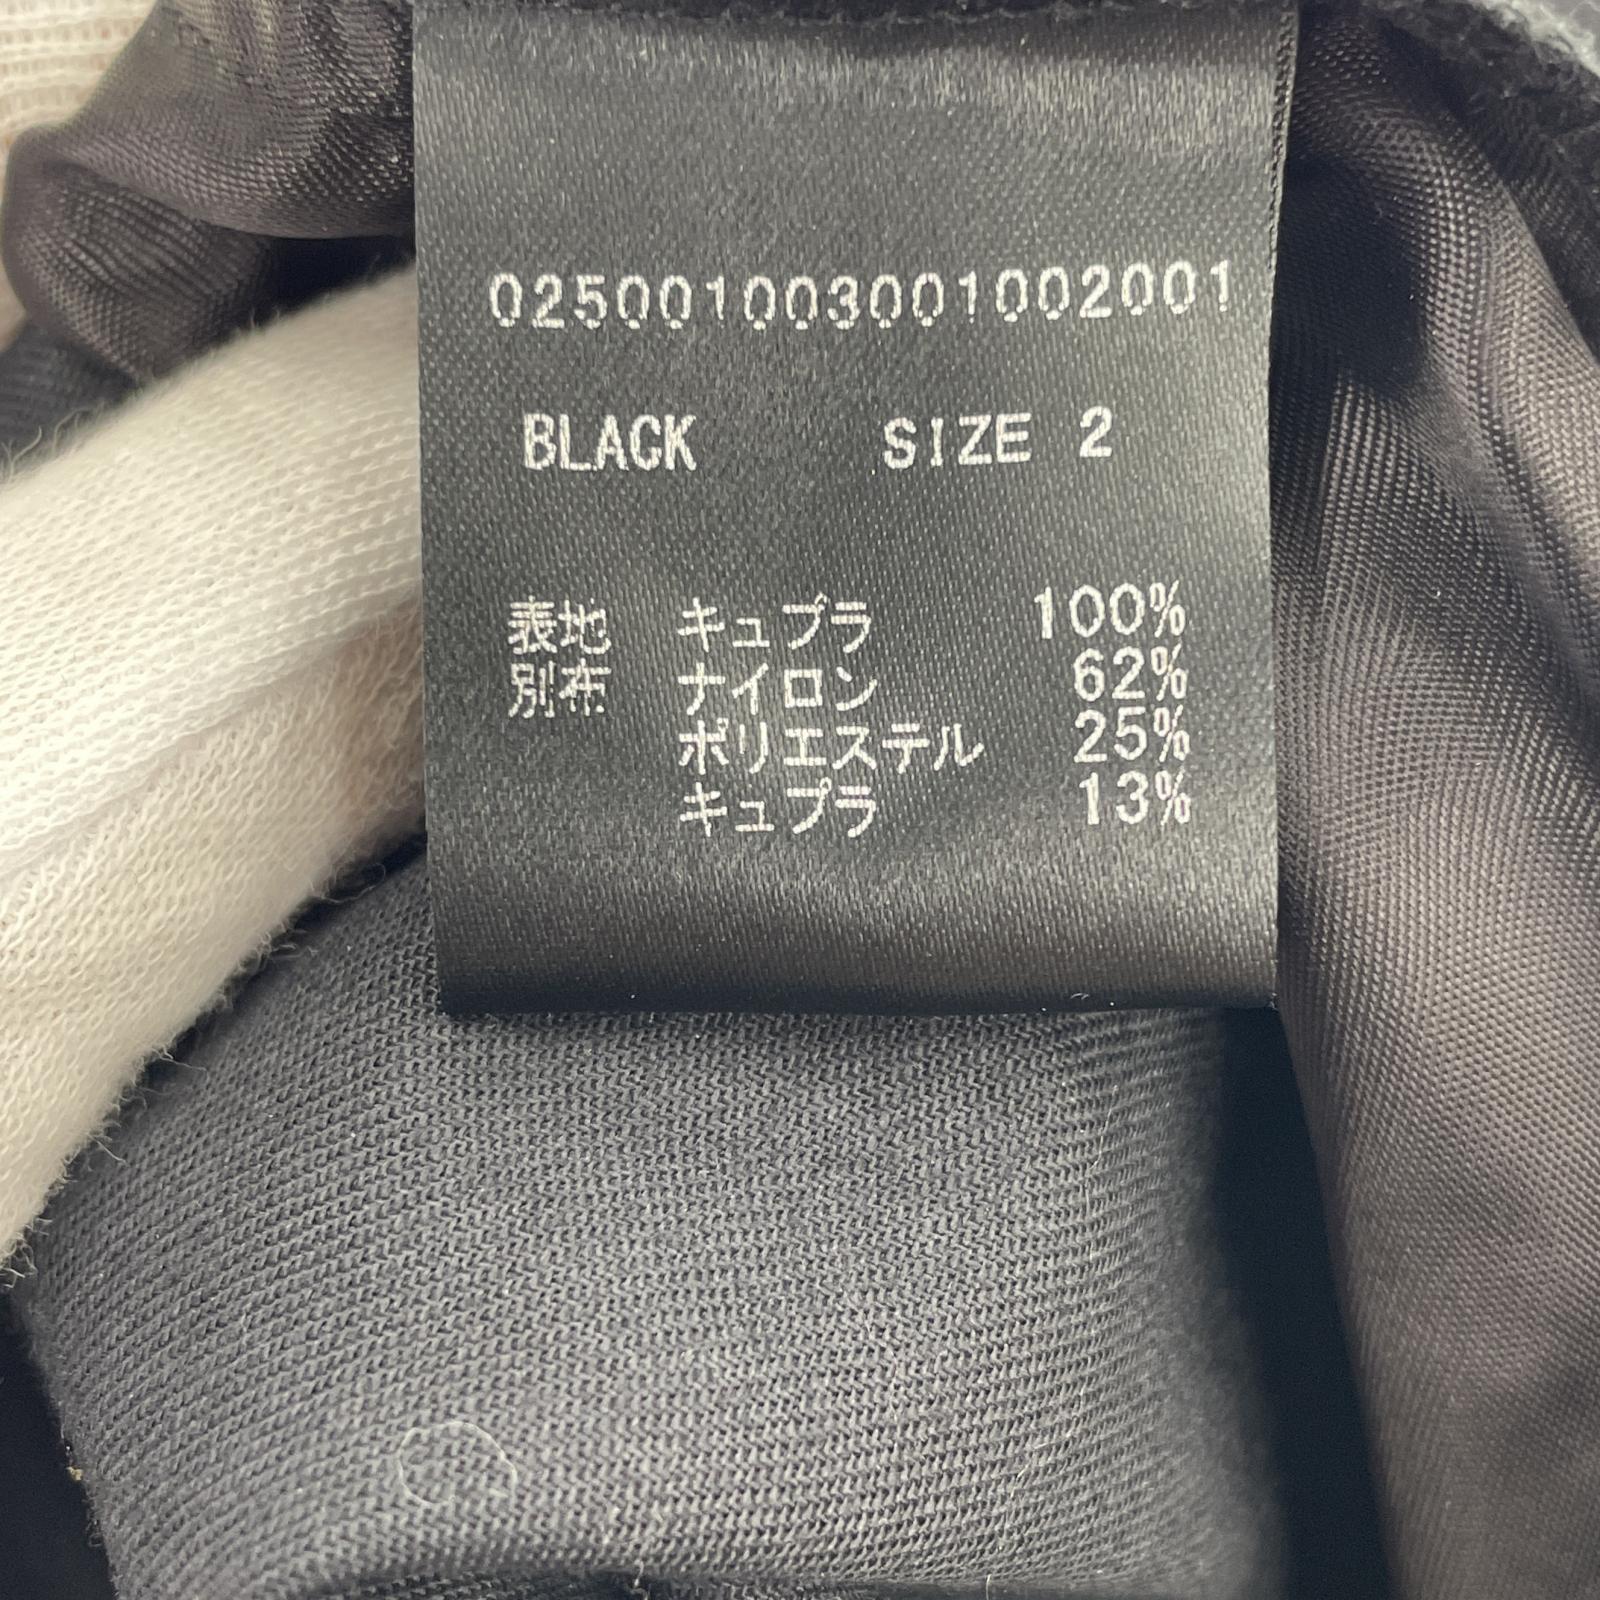 025001003001002001
BLACK SIZE 2
表地 キュプラ 100%
別布 ナイロン 62%
ポリエステル 25%
キュプラ 13%